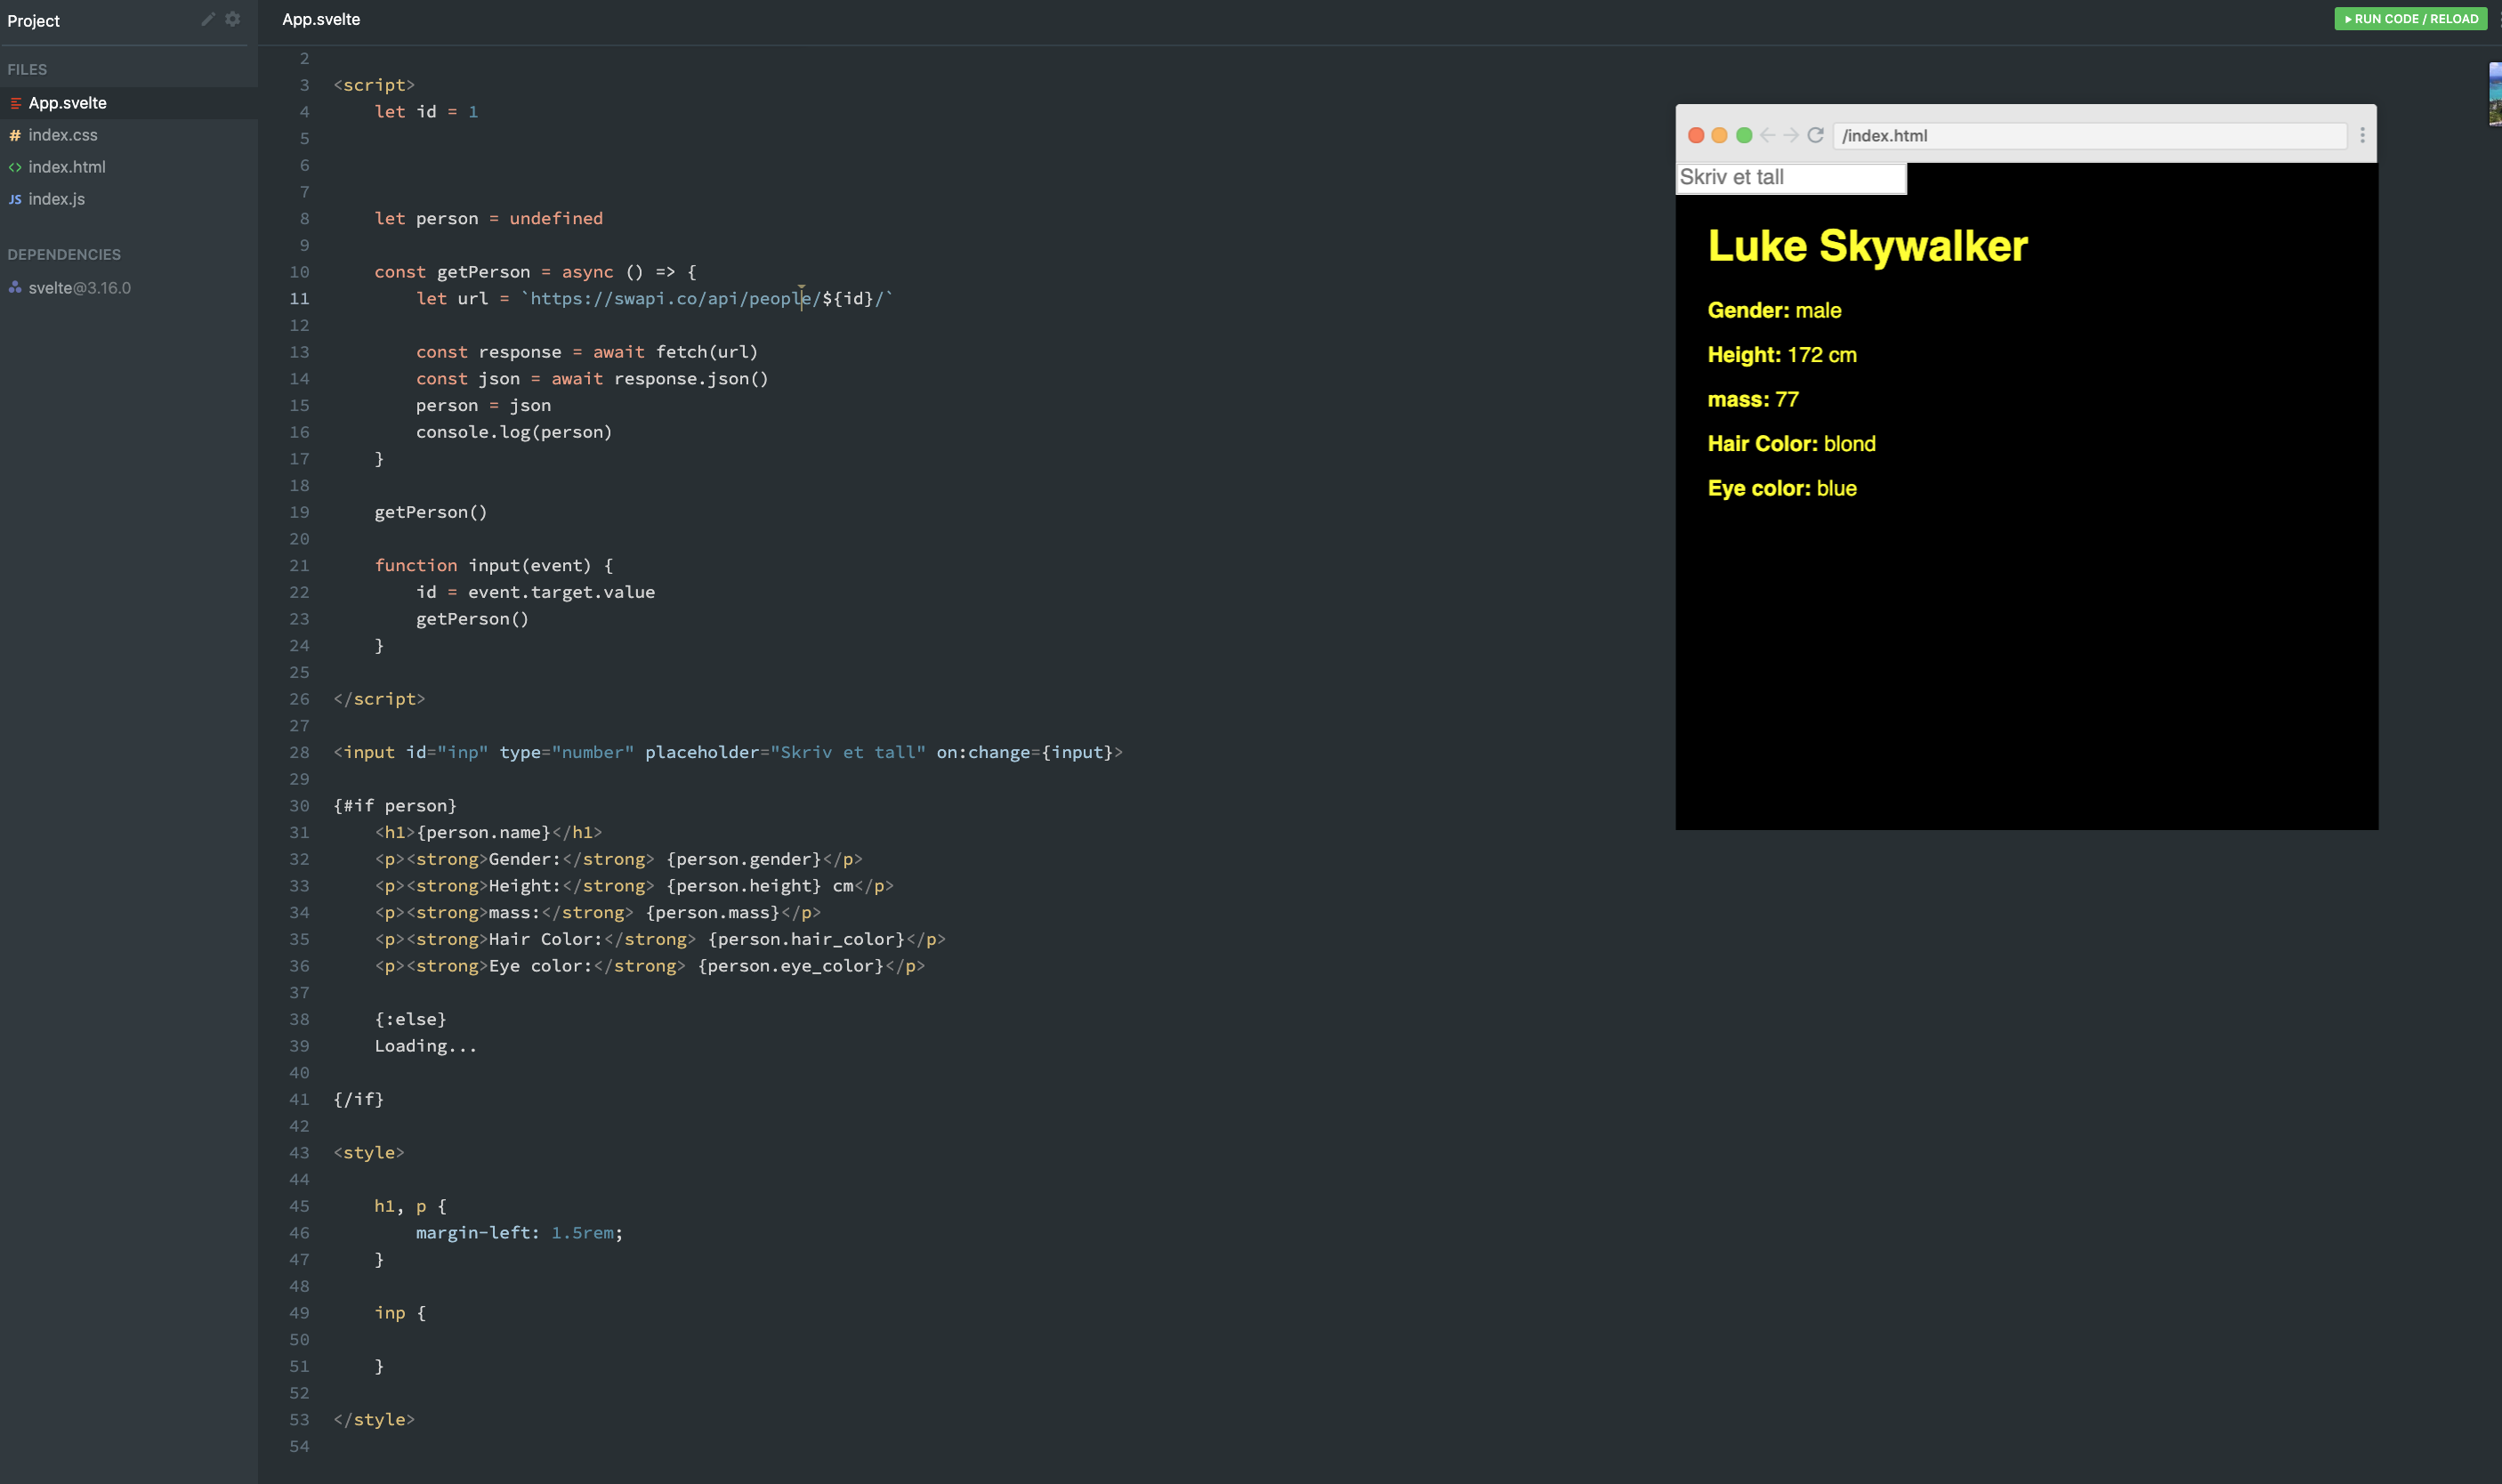 Project
FILES
App.svelte
index.css
index.html
JS index.js
DEPENDENCIES
svelte@3.16.0
App.svelte
RUN CODE / RELOAD
2
3 <script>
4 let id = 1
5
6
7
8 let person = undefined
9
10 const getPerson = async () => {
11 let url = `https://swapi.co/api/people/${id}/`
12
13 const response = await fetch(url)
14 const json = await response.json()
15 person = json
16 console.log(person)
17 }
18
19 getPerson()
20
21 function input(event) {
22 id = event.target.value
23 getPerson()
24 }
25
26 </script>
27
28 <input id="inp" type="number" placeholder="Skriv et tall" on:change={input}>
29
30 {#if person}
31 <h1>{person.name}</h1>
32 <p><strong>Gender:</strong> {person.gender}</p>
33 <p><strong>Height:</strong> {person.height} cm</p>
34 <p><strong>mass:</strong> {person.mass}</p>
35 <p><strong>Hair Color:</strong> {person.hair_color}</p>
36 <p><strong>Eye color:</strong> {person.eye_color}</p>
37
38 {:else}
39 Loading...
40
41 {/if}
42
43 <style>
44
45 h1, p {
46 margin-left: 1.5rem;
47 }
48
49 inp {
50
51 }
52
53 </style>
54
/index.html
Skriv et tall
Luke Skywalker
Gender: male
Height: 172 cm
mass: 77
Hair Color: blond
Eye color: blue